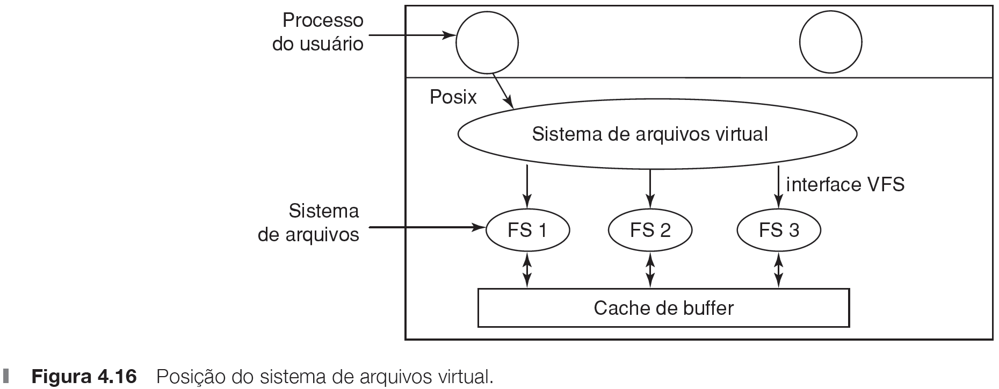 Processo
do usuário
Posix
Sistema de arquivos virtual
interface VFS
Sistema
de arquivos
FS 1
FS 2
FS 3
Cache de buffer
Figura 4.16 Posição do sistema de arquivos virtual.